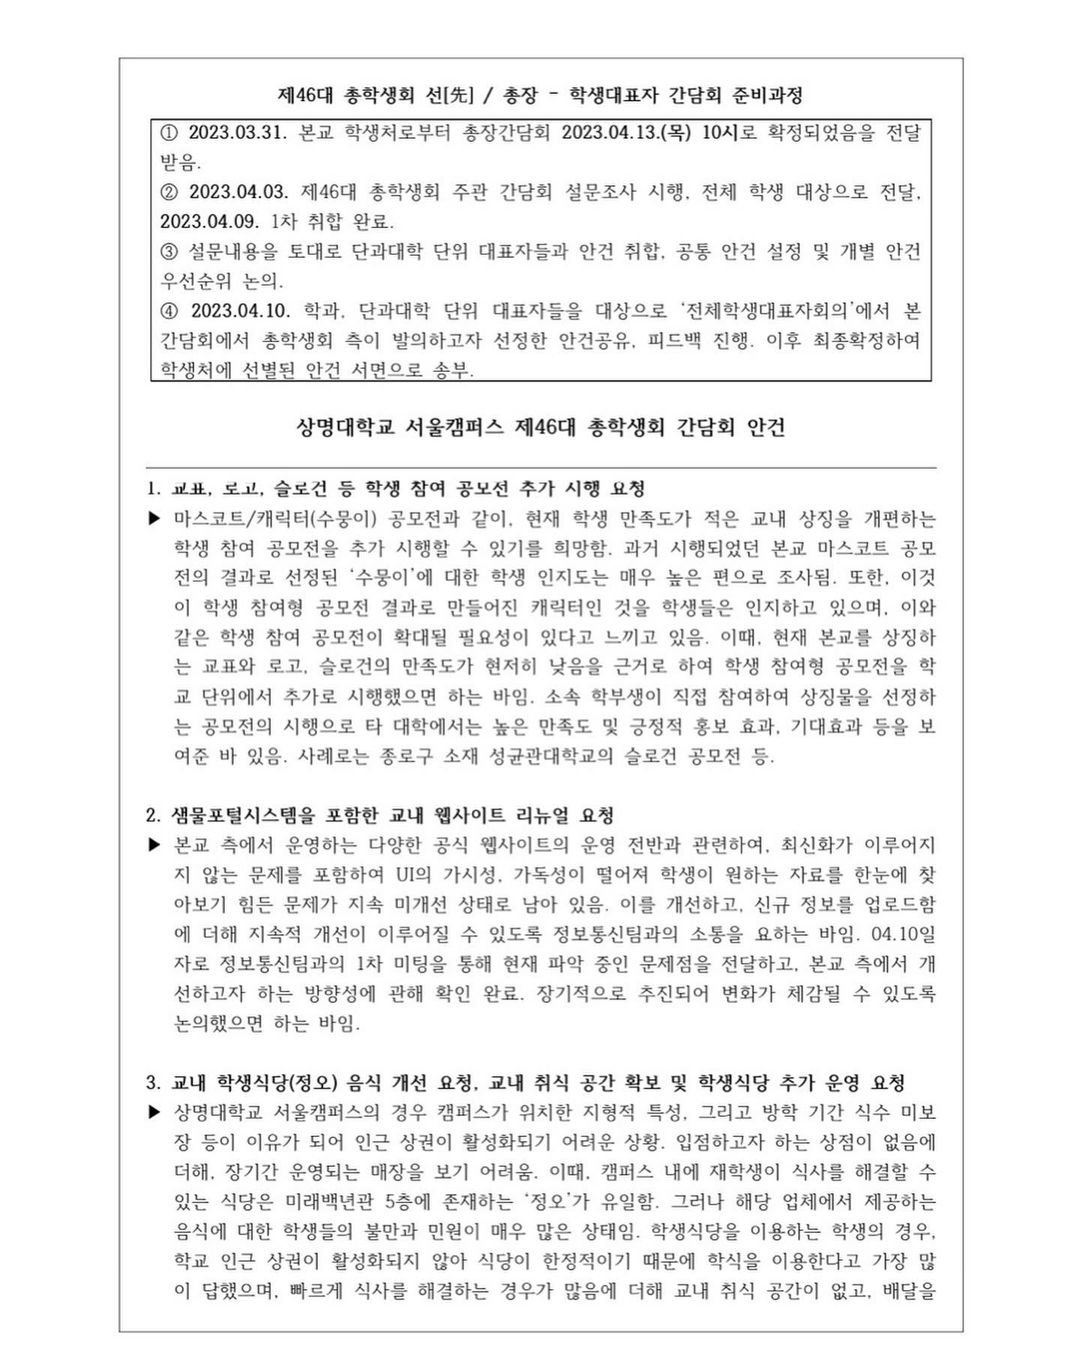 제46대 총학생회 선[先] / 총장 - 학생대표자 간담회 준비과정
① 2023.03.31. 본교 학생처로부터 총장간담회 2023.04.13.(목) 10시로 확정되었음을 전달
받음.
② 2023.04.03. 제46대 총학생회 주관 간담회 설문조사 시행, 전체 학생 대상으로 전달,
2023.04.09. 1차 취합 완료.
③ 설문내용을 토대로 단과대학 단위 대표자들과 안건 취합, 공통 안건 설정 및 개별 안건
우선순위 논의.
④ 2023.04.10. 학과, 단과대학 단위 대표자들을 대상으로 '전체학생대표자회의'에서 본
간담회에서 총학생회 측이 발의하고자 선정한 안건공유, 피드백 진행. 이후 최종확정하여
학생처에 선별된 안건 서면으로 송부.
상명대학교 서울캠퍼스 제46대 총학생회 간담회 안건
1. 교표, 로고, 슬로건 등 학생 참여 공모전 추가 시행 요청
▶ 마스코트/캐릭터(수뭉이) 공모전과 같이, 현재 학생 만족도가 적은 교내 상징을 개편하는
학생 참여 공모전을 추가 시행할 수 있기를 희망함. 과거 시행되었던 본교 마스코트 공모
전의 결과로 선정된 '수뭉이'에 대한 학생 인지도는 매우 높은 편으로 조사됨. 또한, 이것
이 학생 참여형 공모전 결과로 만들어진 캐릭터인 것을 학생들은 인지하고 있으며, 이와
같은 학생 참여 공모전이 확대될 필요성이 있다고 느끼고 있음. 이때, 현재 본교를 상징하
는 교표와 로고, 슬로건의 만족도가 현저히 낮음을 근거로 하여 학생 참여형 공모전을 학
교 단위에서 추가로 시행했으면 하는 바임. 소속 학부생이 직접 참여하여 상징물을 선정하
는 공모전의 시행으로 타 대학에서는 높은 만족도 및 긍정적 홍보 효과, 기대효과 등을 보
여준 바 있음. 사례로는 종로구 소재 성균관대학교의 슬로건 공모전 등.
2. 샘물포털시스템을 포함한 교내 웹사이트 리뉴얼 요청
▶ 본교 측에서 운영하는 다양한 공식 웹사이트의 운영 전반과 관련하여, 최신화가 이루어지
지 않는 문제를 포함하여 UI의 가시성, 가독성이 떨어져 학생이 원하는 자료를 한눈에 찾
아보기 힘든 문제가 지속 미개선 상태로 남아 있음. 이를 개선하고, 신규 정보를 업로드함
에 더해 지속적 개선이 이루어질 수 있도록 정보통신팀과의 소통을 요하는 바임. 04.10일
자로 정보통신팀과의 1차 미팅을 통해 현재 파악 중인 문제점을 전달하고, 본교 측에서 개
선하고자 하는 방향성에 관해 확인 완료. 장기적으로 추진되어 변화가 체감될 수 있도록
논의했으면 하는 바임.
3. 교내 학생식당(정오) 음식 개선 요청, 교내 취식 공간 확보 및 학생식당 추가 운영 요청
▶ 상명대학교 서울캠퍼스의 경우 캠퍼스가 위치한 지형적 특성, 그리고 방학 기간 식수 미보
장 등이 이유가 되어 인근 상권이 활성화되기 어려운 상황. 입점하고자 하는 상점이 없음에
더해, 장기간 운영되는 매장을 보기 어려움. 이때, 캠퍼스 내에 재학생이 식사를 해결할 수
있는 식당은 미래백년관 5층에 존재하는 '정오'가 유일함. 그러나 해당 업체에서 제공하는
음식에 대한 학생들의 불만과 민원이 매우 많은 상태임. 학생식당을 이용하는 학생의 경우,
학교 인근 상권이 활성화되지 않아 식당이 한정적이기 때문에 학식을 이용한다고 가장 많
이 답했으며, 빠르게 식사를 해결하는 경우가 많음에 더해 교내 취식 공간이 없고, 배달을